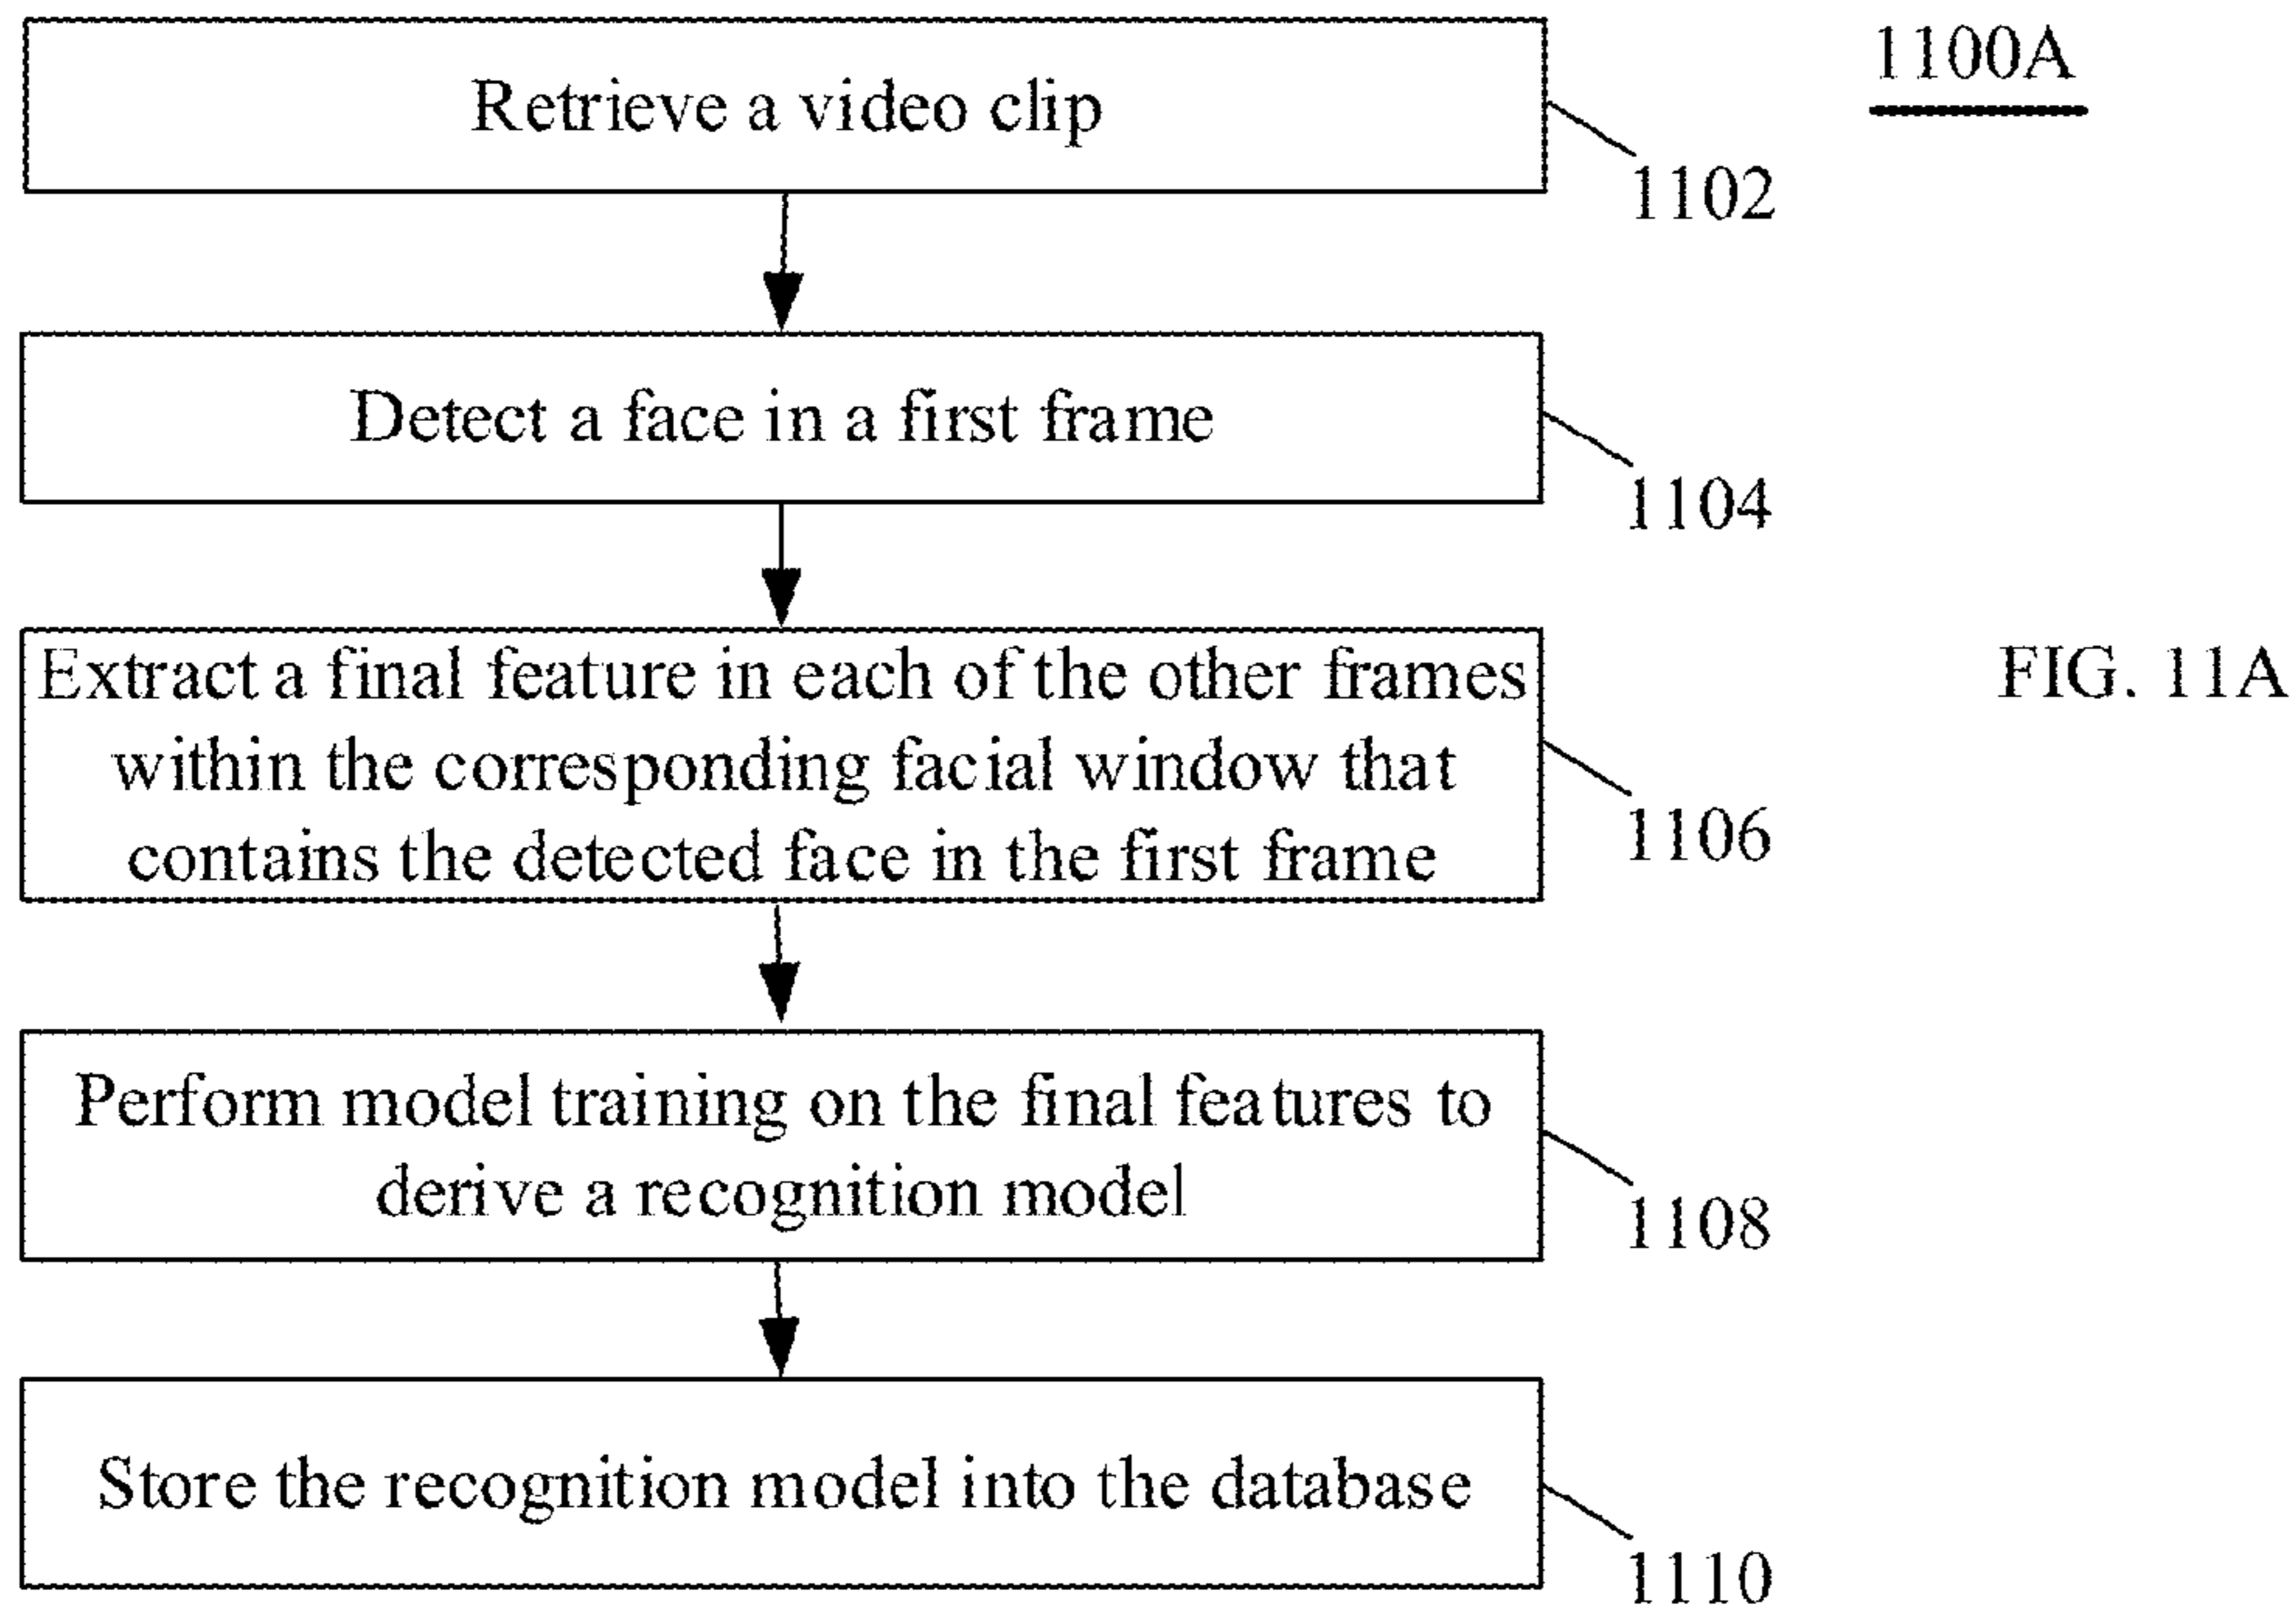 1100A
Retrieve a video clip
1102
Detect a face in a first frame
1104
Extract a final feature in each of the other frames
within the corresponding facial window that
contains the detected face in the first frame
1106
FIG. 11A
Perform model training on the final features to
derive a recognition model
1108
Store the recognition model into the database
1110